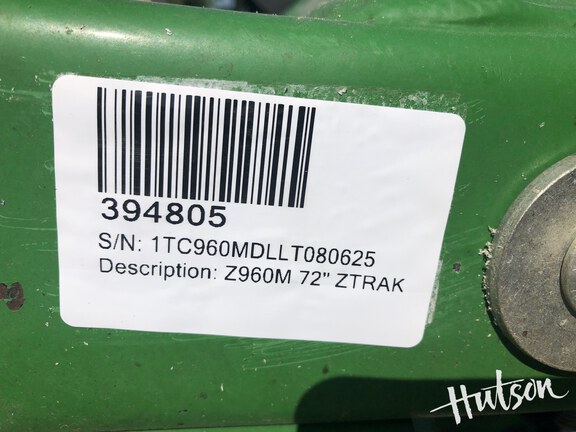 394805
S/N: 1TC960MDLLT080625
Description: Z960M 72" ZTRAK
Hutson